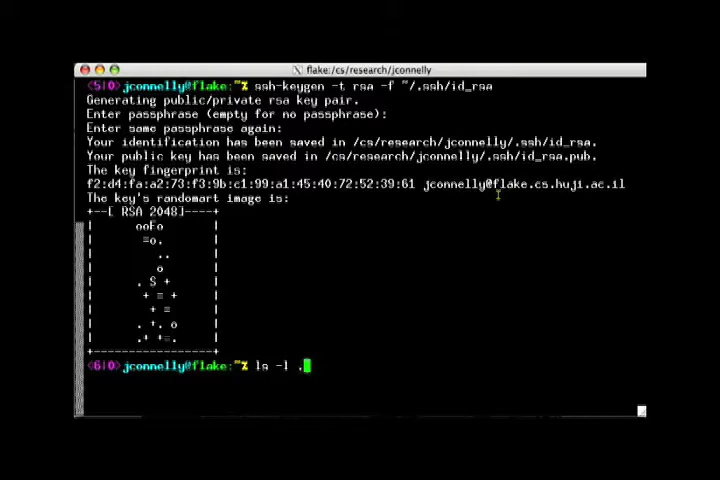 flake:/cs/research/jconnelly
<5|0>jconnelly@flake:~% ssh-keygen -t rsa -f ~/.ssh/id_rsa
Generating public/private rsa key pair.
Enter passphrase (empty for no passphrase):
Enter same passphrase again:
Your identification has been saved in /cs/research/jconnelly/.ssh/id_rsa.
Your public key has been saved in /cs/research/jconnelly/.ssh/id_rsa.pub.
The key fingerprint is:
f2:d4:fa:a2:73:f3:9b:c1:99:a1:45:40:72:52:39:61 jconnelly@flake.cs.huji.ac.il
The key's randomart image is:
+--[ RSA 2048]----+
|      ooEo       |
|       =o.       |
|         ..      |
|         o       |
|      . S +      |
|       + = +     |
|        + =      |
|      . +. o     |
|      .+ +=.     |
+-----------------+
<6|0>jconnelly@flake:~% ls -l .